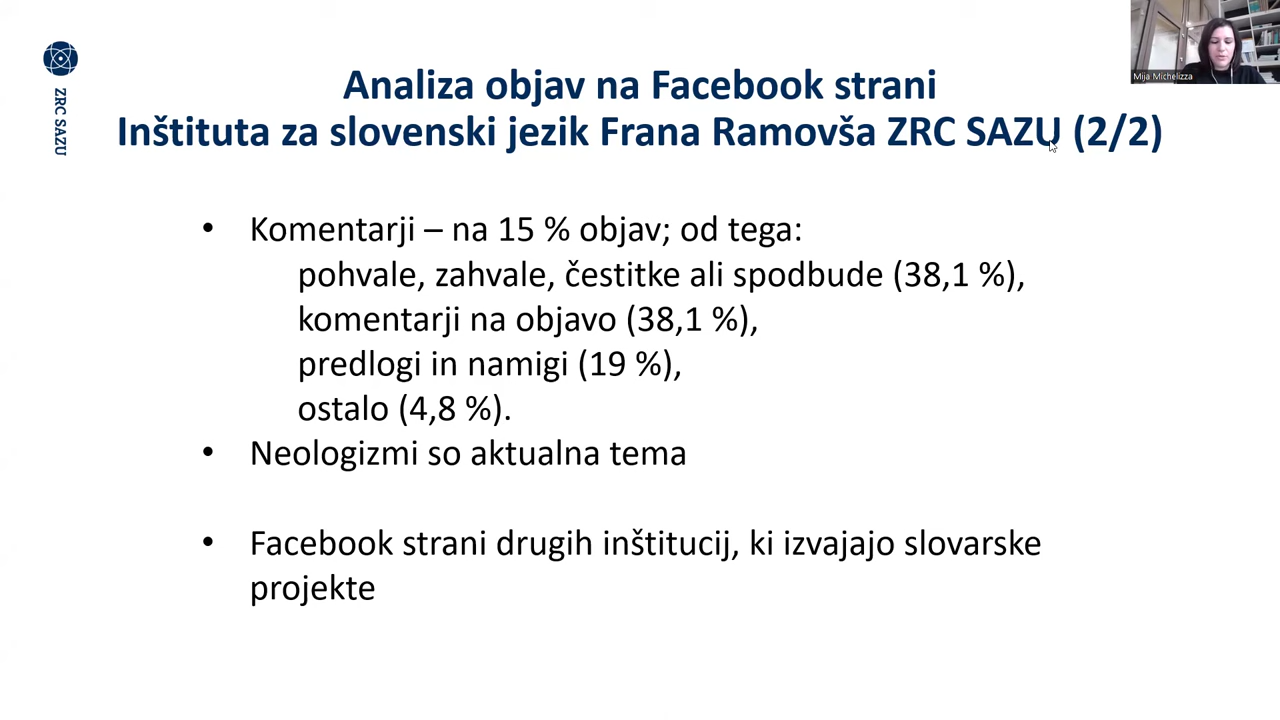 ZRC SAZU
Mija Michelizza
Analiza objav na Facebook strani
Inštituta za slovenski jezik Frana Ramovša ZRC SAZU (2/2)
• Komentarji – na 15 % objav; od tega:
pohvale, zahvale, čestitke ali spodbude (38,1 %),
komentarji na objavo (38,1 %),
predlogi in namigi (19 %),
ostalo (4,8 %).
• Neologizmi so aktualna tema
• Facebook strani drugih inštitucij, ki izvajajo slovarske
projekte